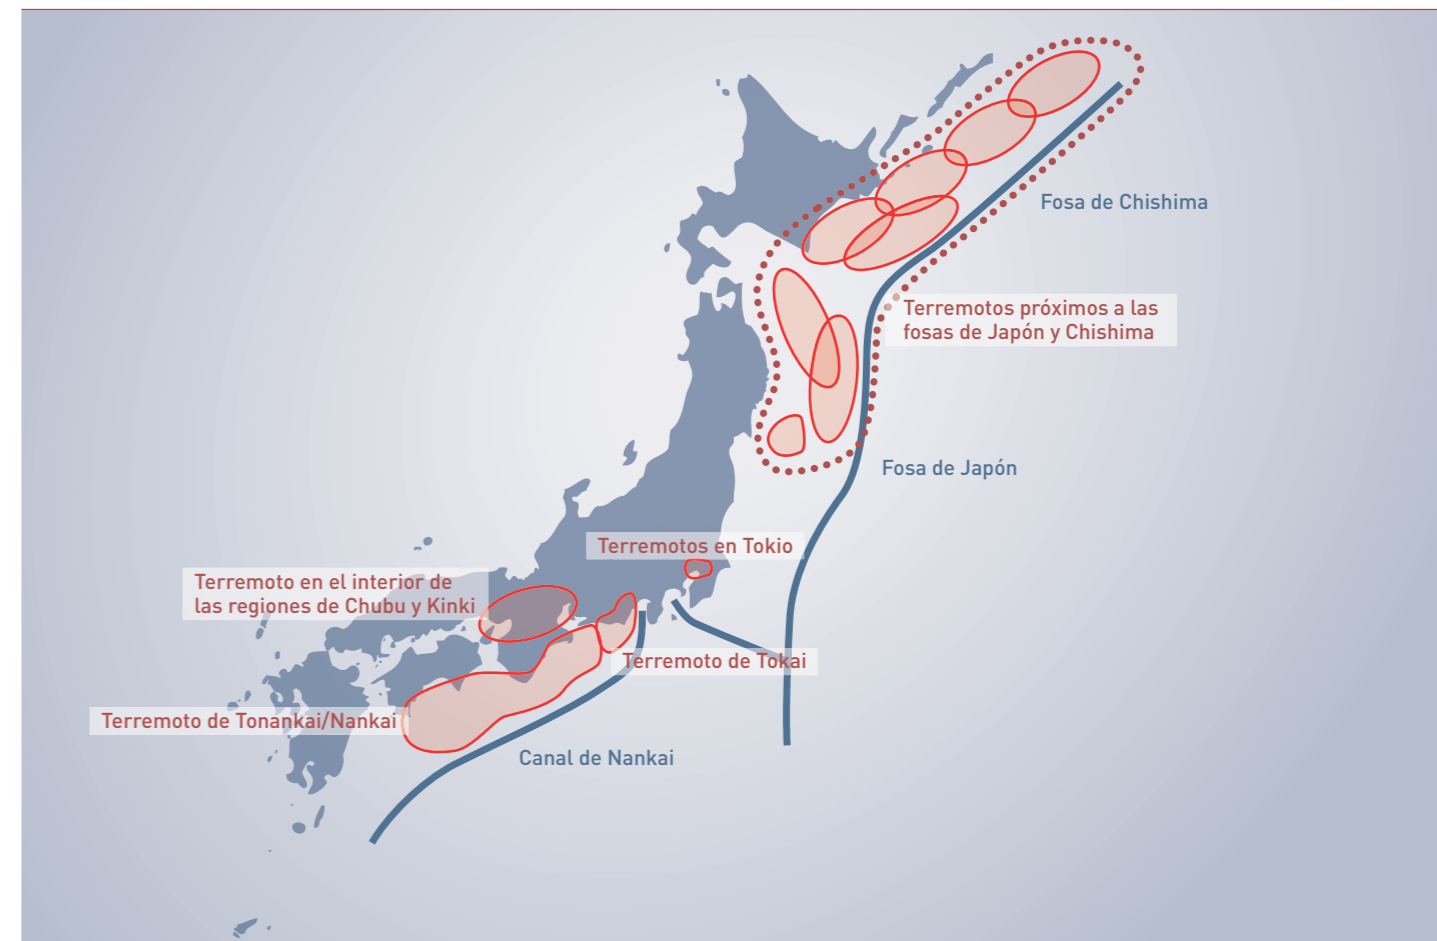 Fosa de Chishima
Terremotos próximos a las
fosas de Japón y Chishima
Fosa de Japón
Terremotos en Tokio
Terremoto en el interior de
las regiones de Chubu y Kinki
Terremoto de Tokai
Terremoto de Tonankai/Nankai
Canal de Nankai